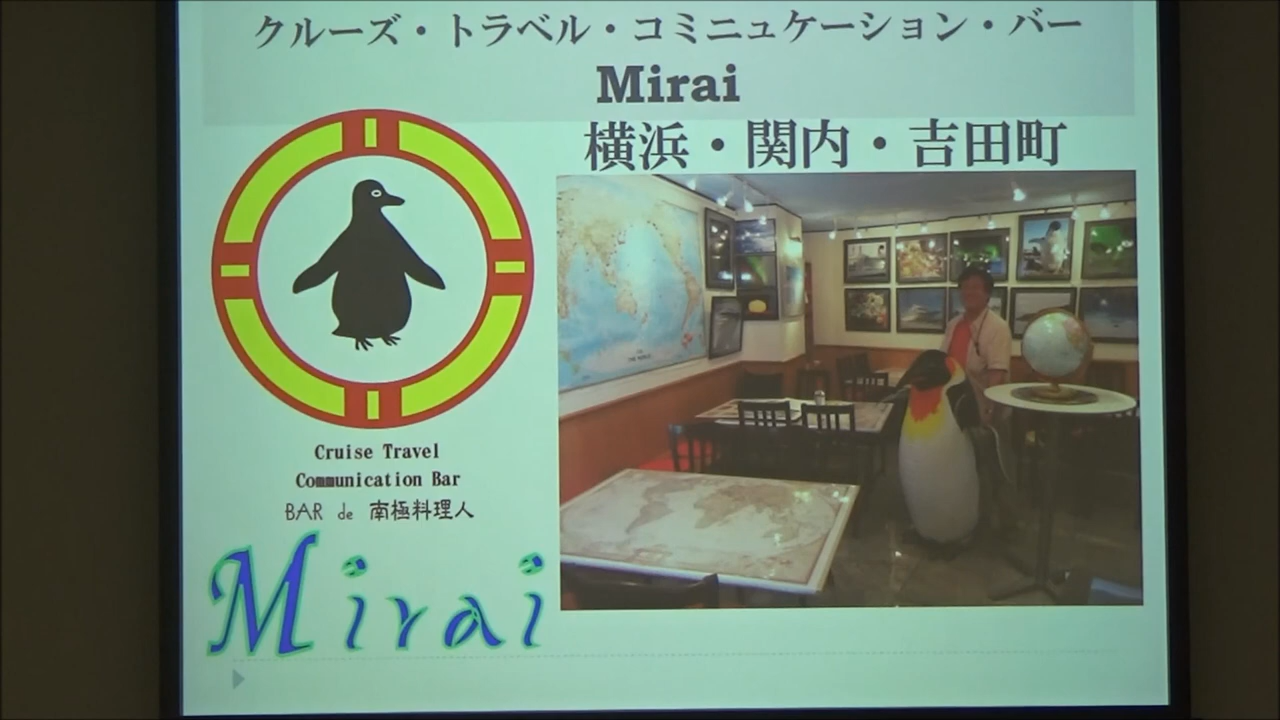 クルーズ・トラベル・コミニュケーション・バー
Mirai
横浜・関内・吉田町
Cruise Travel
Communication Bar
BAR de 南極料理人
Mirai
THE WORLD